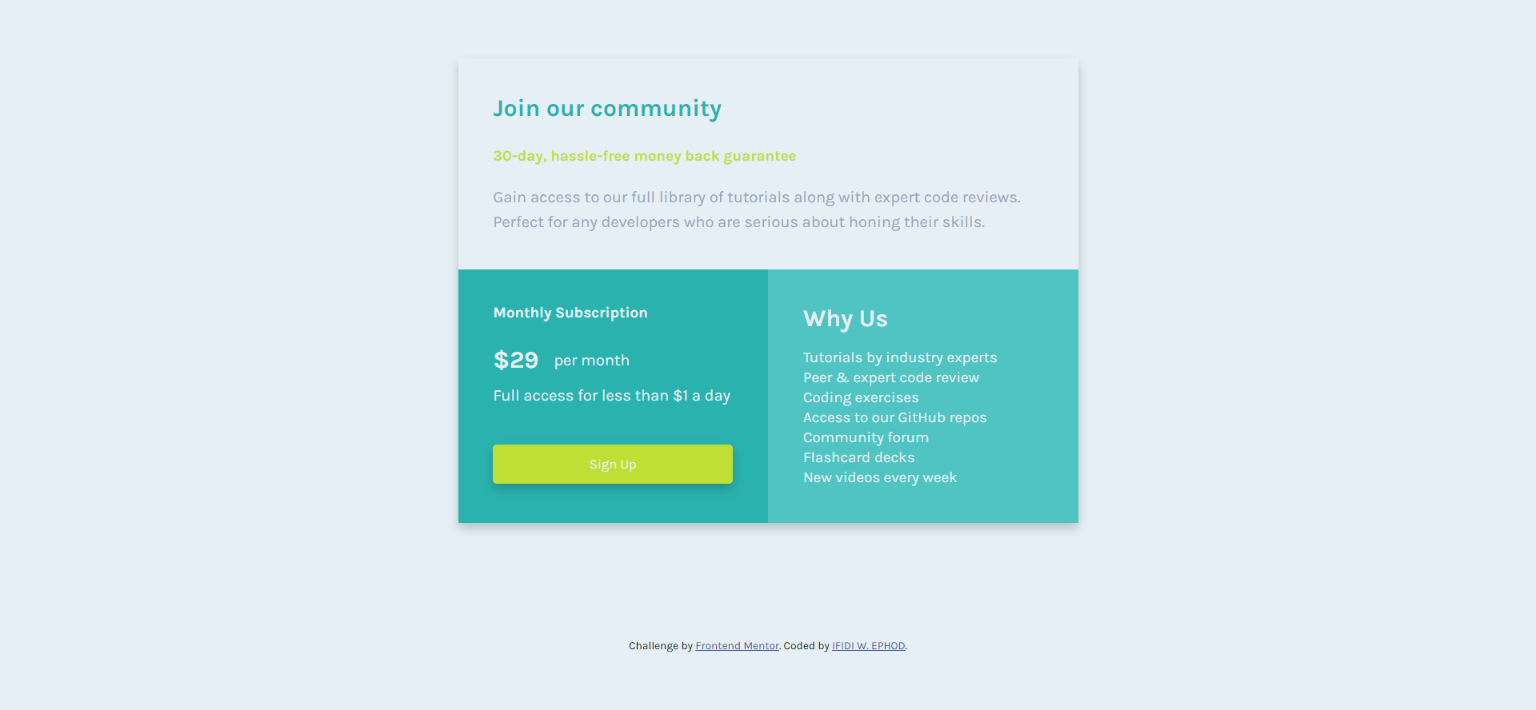 Join our community
30-day, hassle-free money back guarantee
Gain access to our full library of tutorials along with expert code reviews.
Perfect for any developers who are serious about honing their skills.
Monthly Subscription
$29 per month
Full access for less than $1 a day
Sign Up
Why Us
Tutorials by industry experts
Peer & expert code review
Coding exercises
Access to our GitHub repos
Community forum
Flashcard decks
New videos every week
Challenge by Frontend Mentor. Coded by IFIDI W. EPHOD.